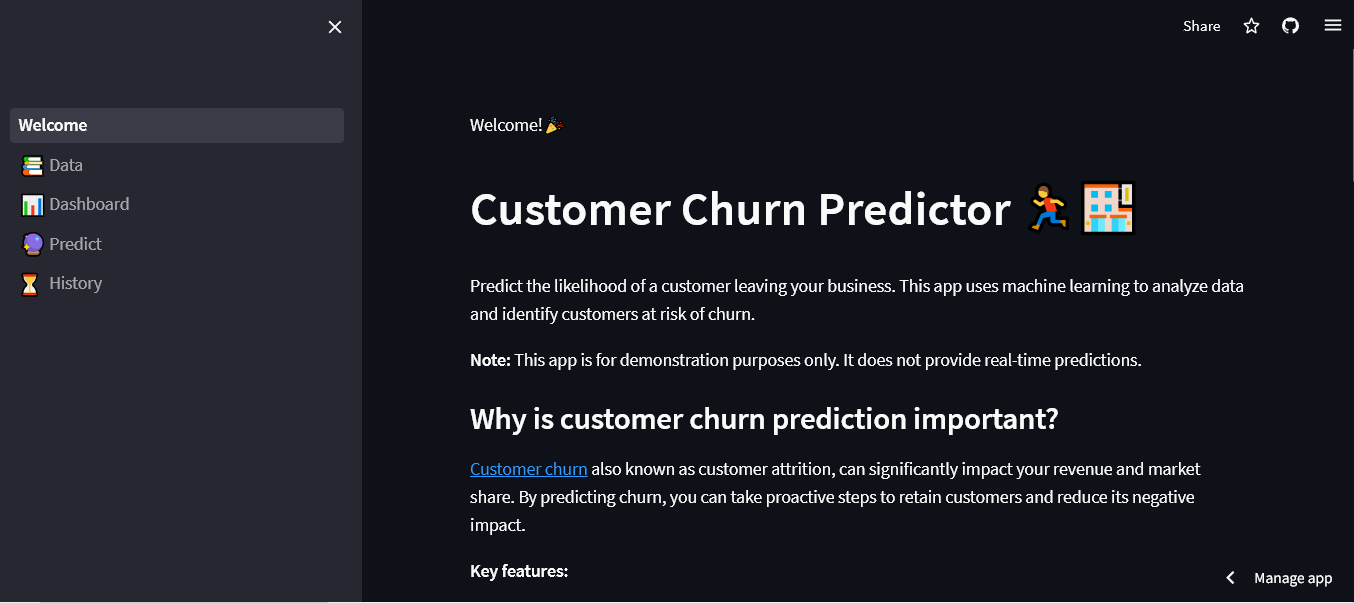 Share
Welcome
Data
Dashboard
Predict
History
Welcome!
Customer Churn Predictor
Predict the likelihood of a customer leaving your business. This app uses machine learning to analyze data
and identify customers at risk of churn.
Note: This app is for demonstration purposes only. It does not provide real-time predictions.
Why is customer churn prediction important?
Customer churn also known as customer attrition, can significantly impact your revenue and market
share. By predicting churn, you can take proactive steps to retain customers and reduce its negative
impact.
Key features:
Manage app